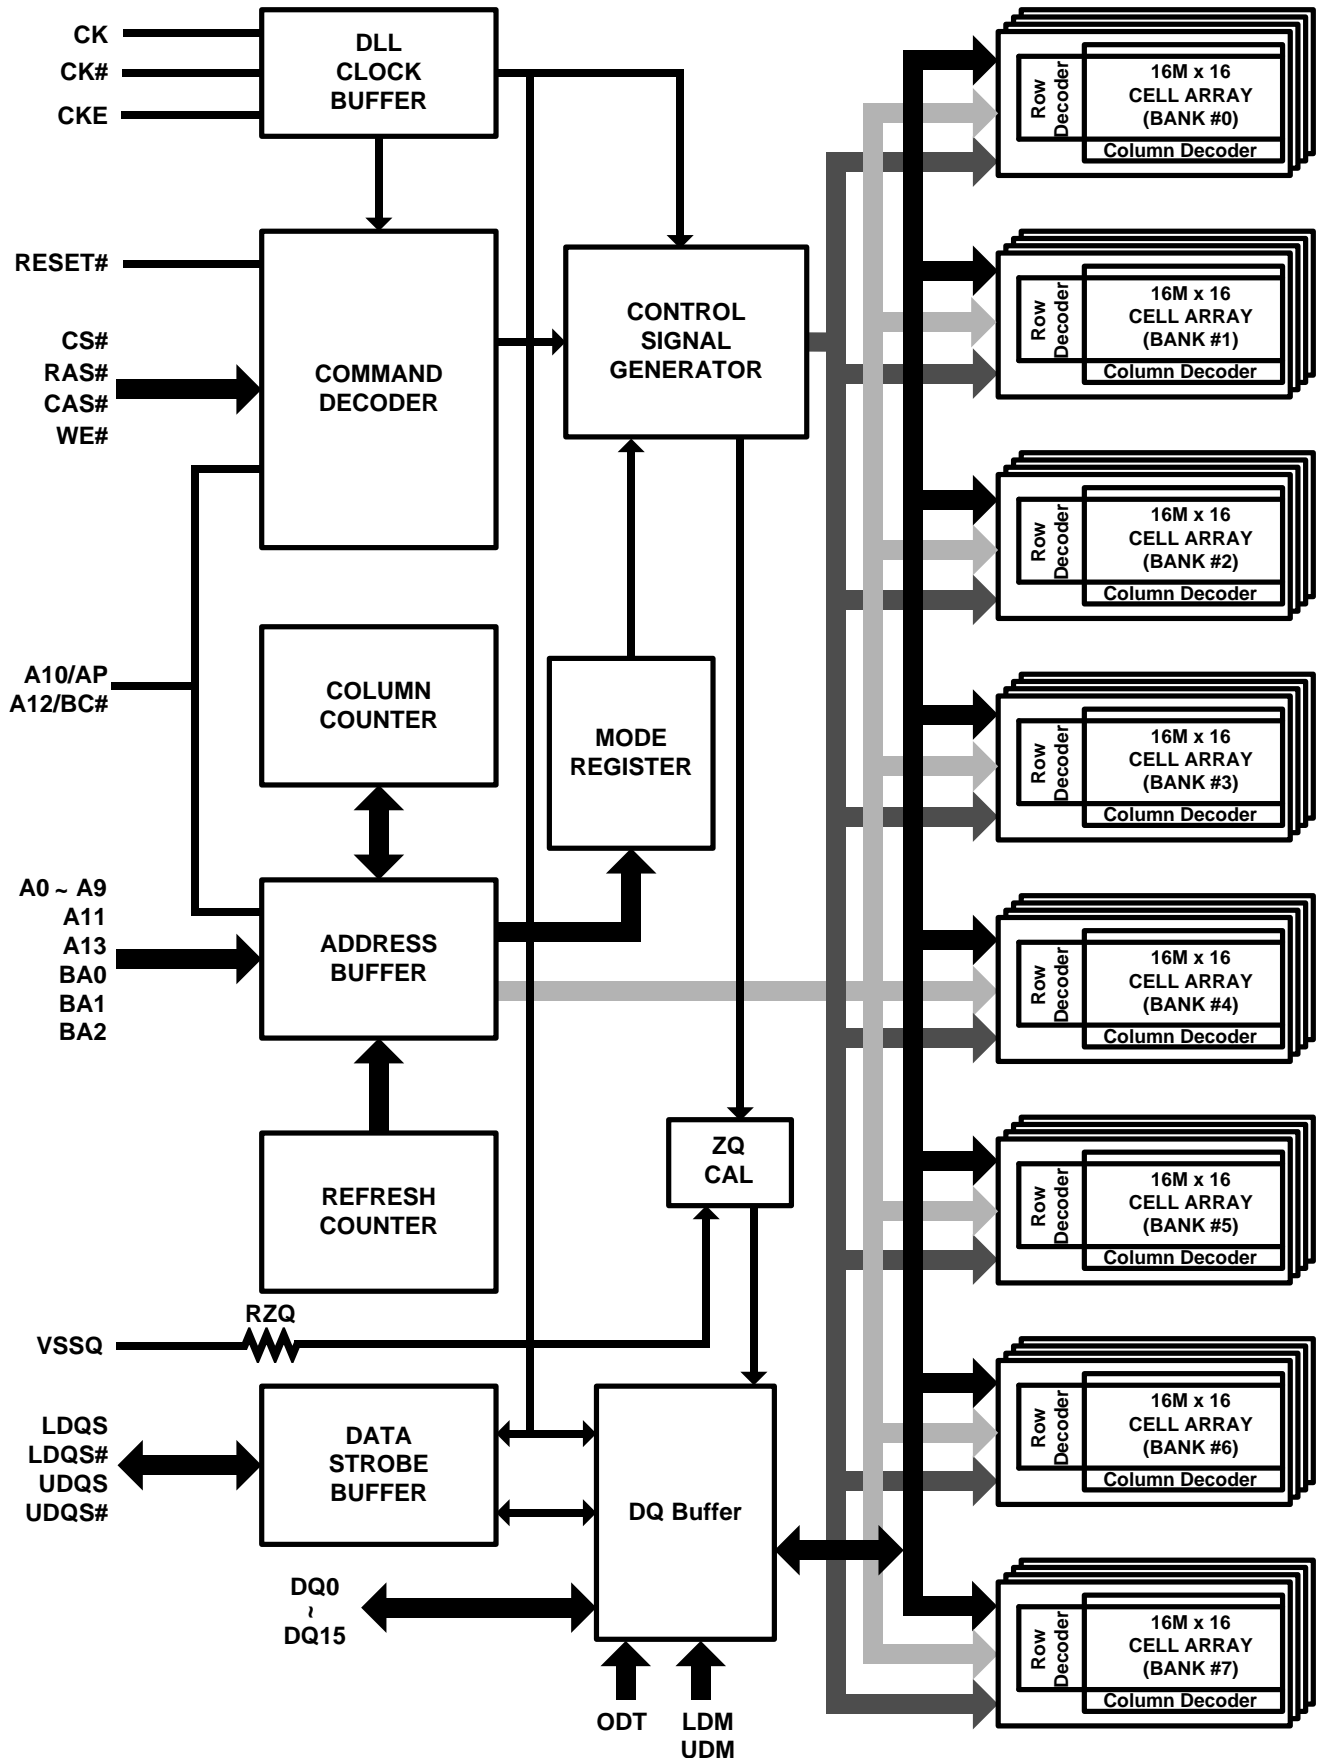 CK
CK#
CKE
DLL
CLOCK
BUFFER
RESET#
CS#
RAS#
CAS#
WE#
COMMAND
DECODER
CONTROL
SIGNAL
GENERATOR
A10/AP
A12/BC#
COLUMN
COUNTER
MODE
REGISTER
A0 ~ A9
A11
A13
BA0
BA1
BA2
ADDRESS
BUFFER
REFRESH
COUNTER
ZQ
CAL
RZQ
VSSQ
LDQS
LDQS#
UDQS
UDQS#
DATA
STROBE
BUFFER
DQ Buffer
DQ0
~
DQ15
ODT
LDM
UDM
Row
Decoder
16M x 16
CELL ARRAY
(BANK #0)
Column Decoder
Row
Decoder
16M x 16
CELL ARRAY
(BANK #1)
Column Decoder
Row
Decoder
16M x 16
CELL ARRAY
(BANK #2)
Column Decoder
Row
Decoder
16M x 16
CELL ARRAY
(BANK #3)
Column Decoder
Row
Decoder
16M x 16
CELL ARRAY
(BANK #4)
Column Decoder
Row
Decoder
16M x 16
CELL ARRAY
(BANK #5)
Column Decoder
Row
Decoder
16M x 16
CELL ARRAY
(BANK #6)
Column Decoder
Row
Decoder
16M x 16
CELL ARRAY
(BANK #7)
Column Decoder